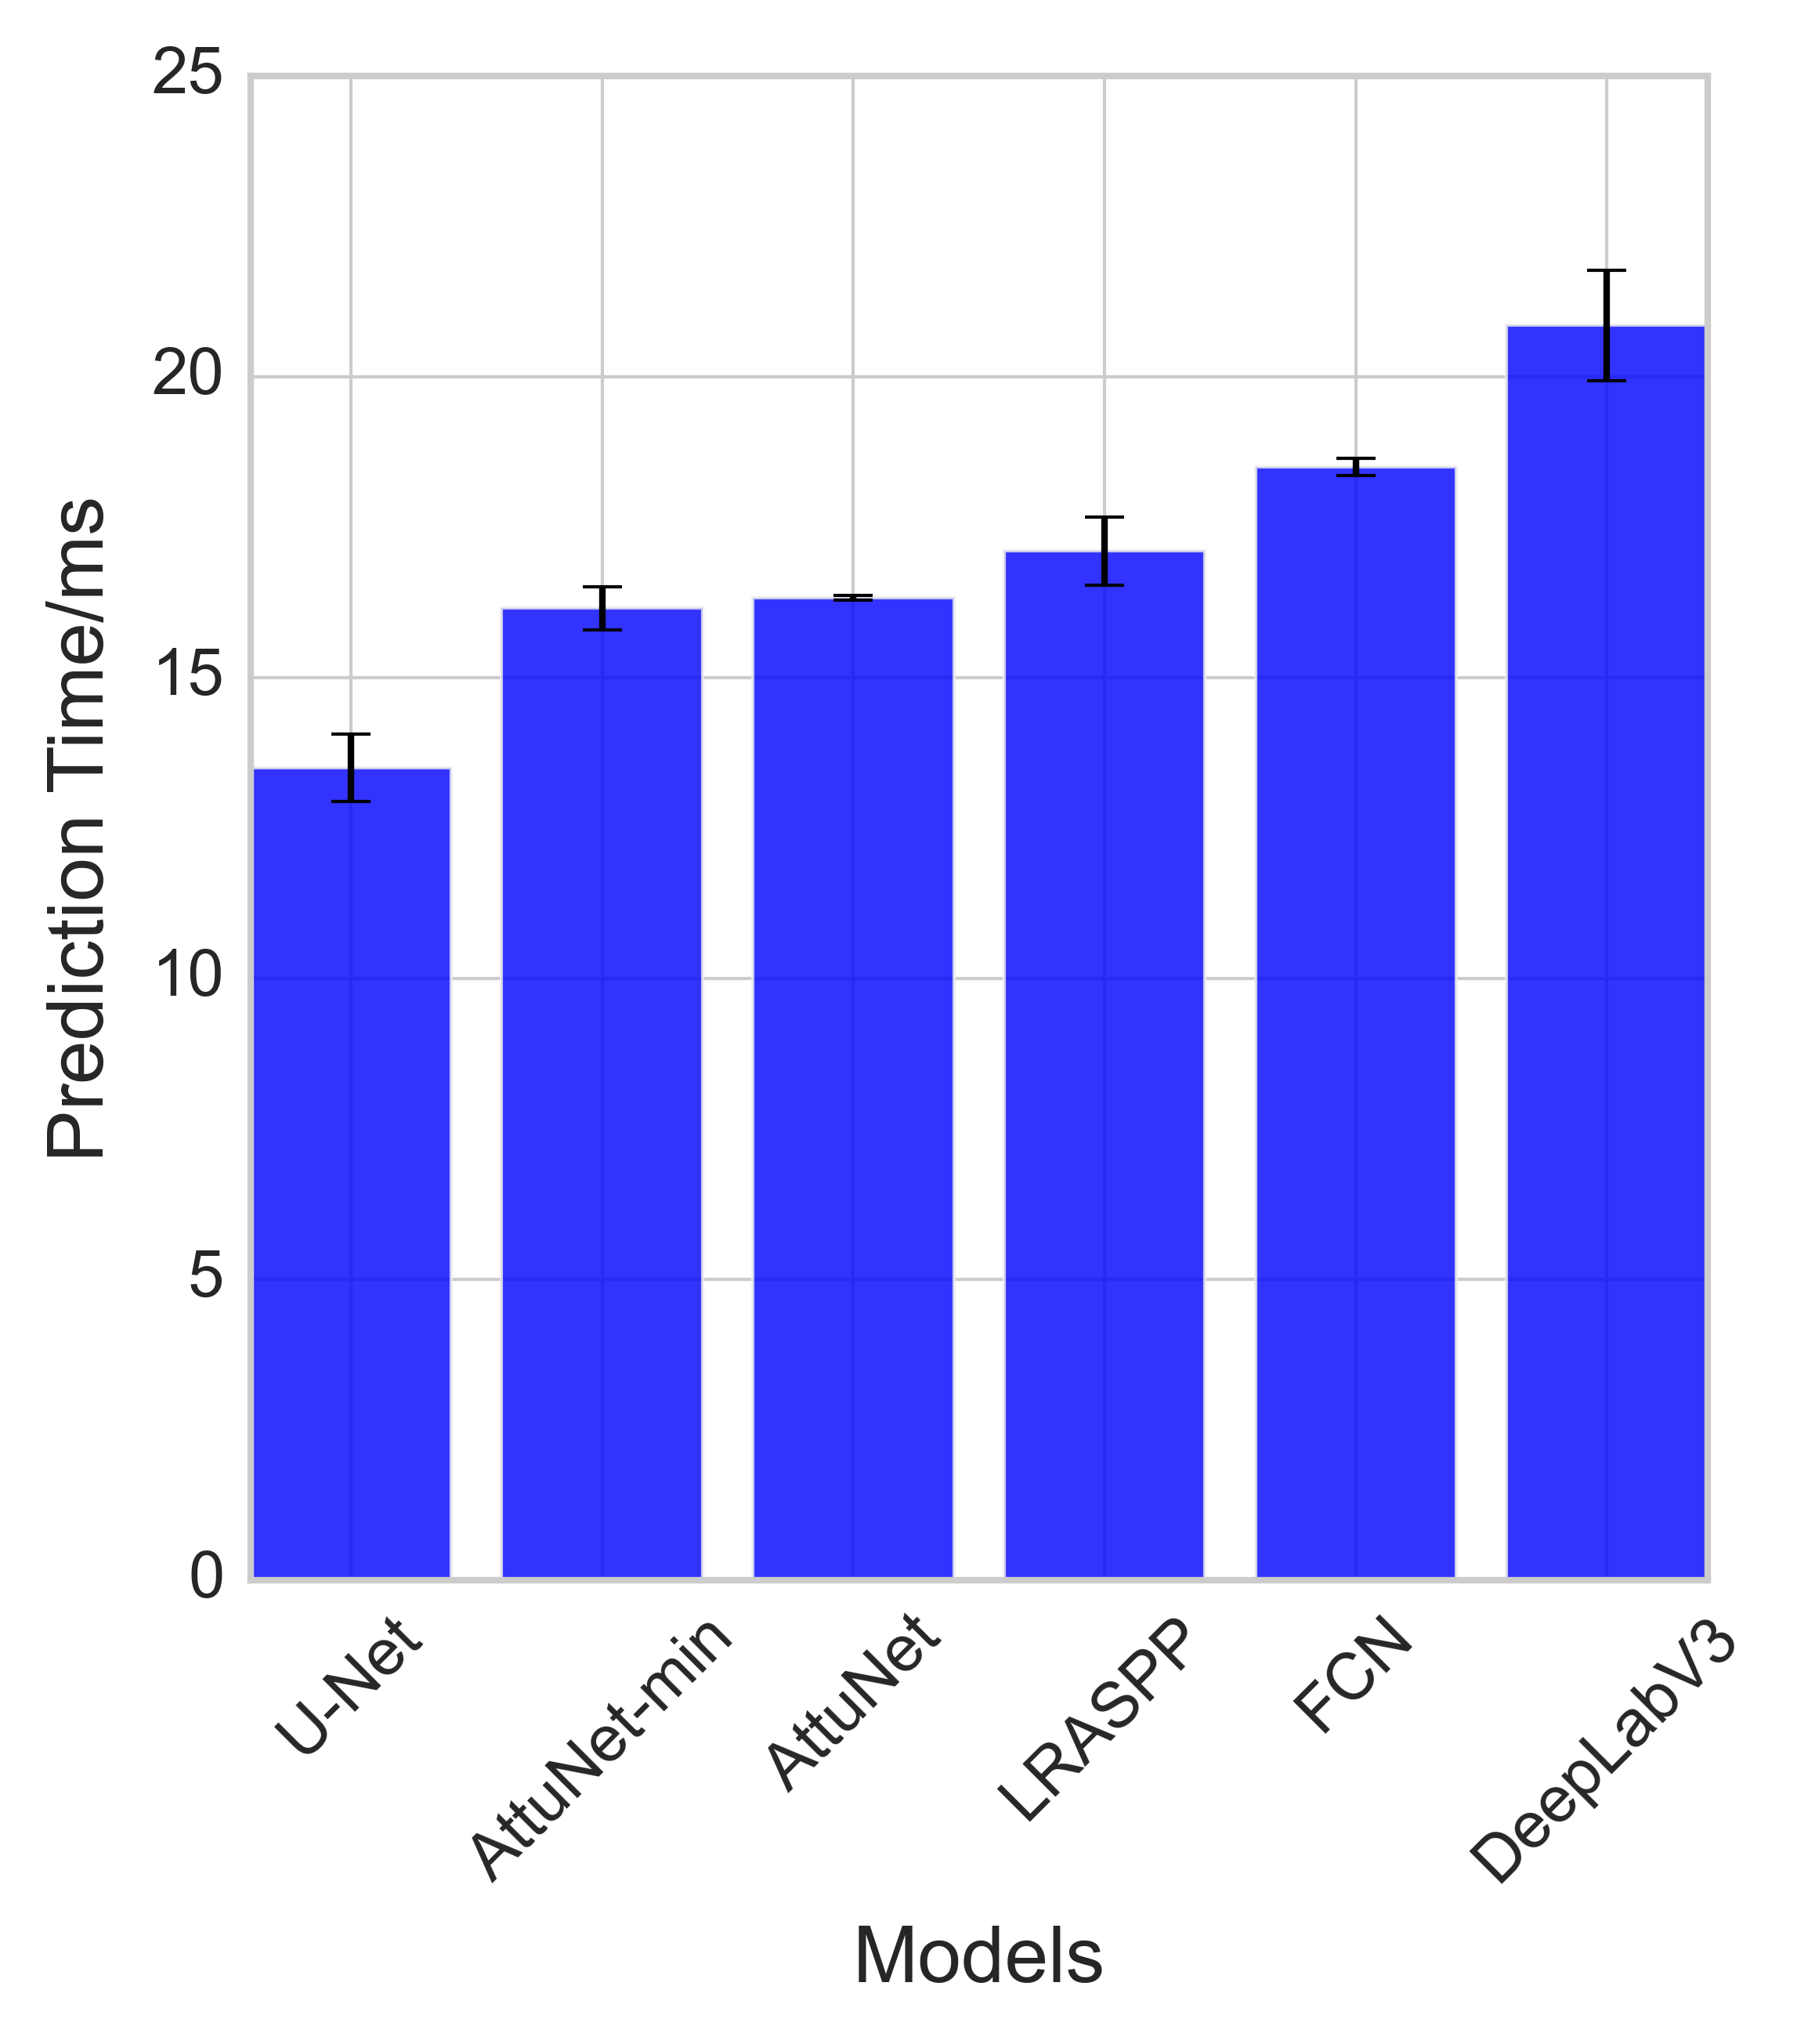 25
20
15
10
5
0
Prediction Time/ms
U-Net
AttuNet-min
AttuNet
LRASPP
FCN
DeepLabV3
Models